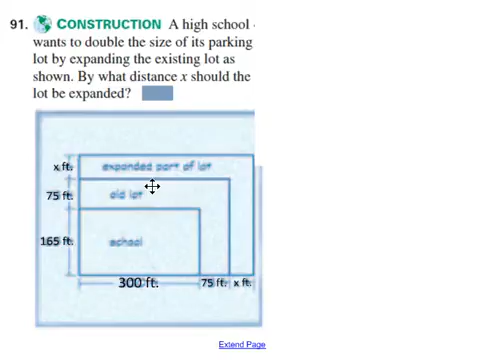 91. CONSTRUCTION A high school
wants to double the size of its parking
lot by expanding the existing lot as
shown. By what distance x should the
lot be expanded?
x ft. expanded part of lot
75 ft. old lot
165 ft. school
300 ft. 75 ft. x ft.
Extend Page